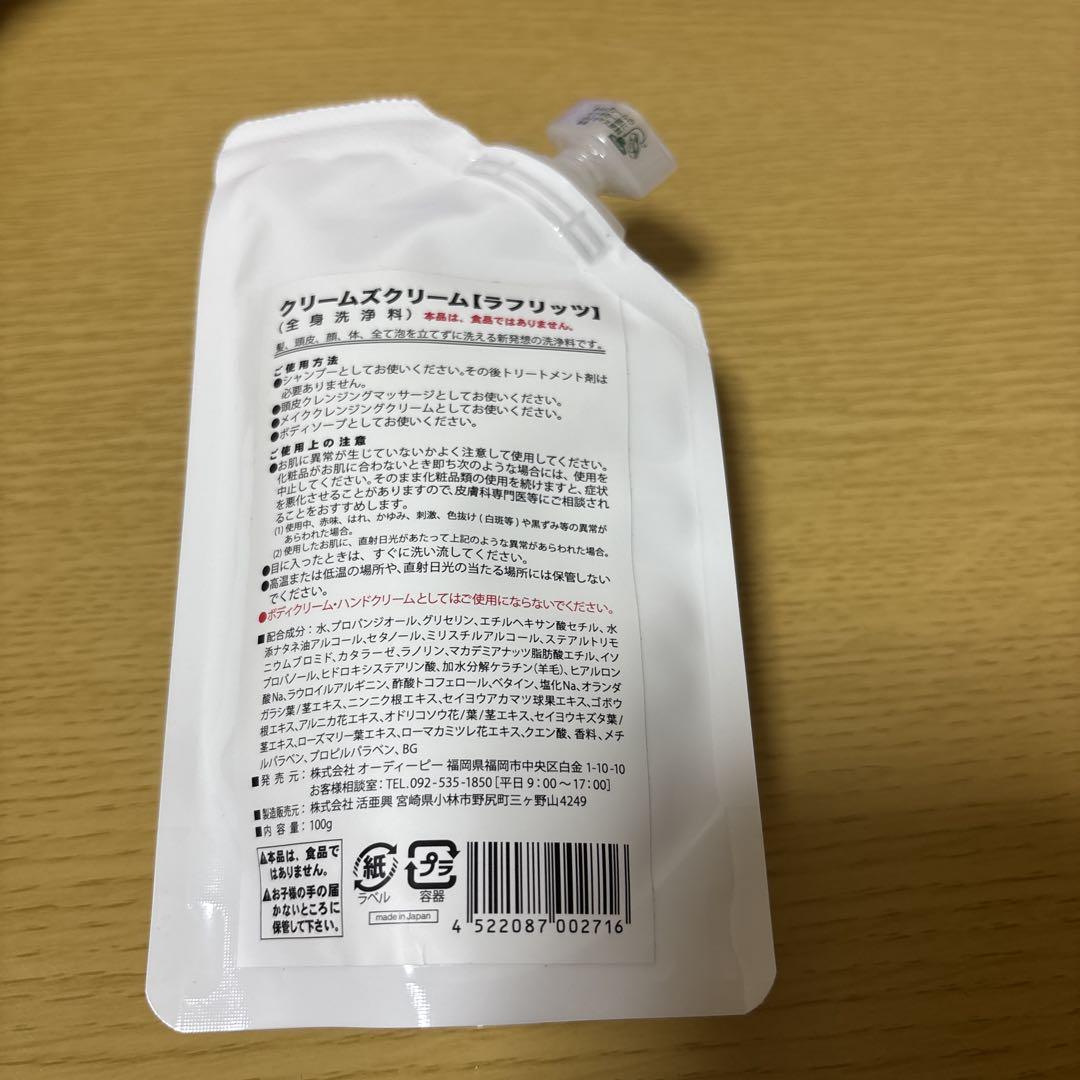 クリームズクリーム【ラフリッツ】
(全身洗浄料) 本品は、食品ではありません。
髪、頭皮、顔、体、全て泡を立てずに洗える新発想の洗浄料です。
ご使用方法
●シャンプーとしてお使いください。その後トリートメント剤は
必要ありません。
●頭皮クレンジングマッサージとしてお使いください。
●メイククレンジングクリームとしてお使いください。
●ボディソープとしてお使いください。
ご使用上の注意
●お肌に異常が生じていないかよく注意して使用してください。
化粧品がお肌に合わないとき即ち次のような場合には、使用を
中止してください。そのまま化粧品類の使用を続けますと、症状
を悪化させることがありますので、皮膚科専門医等にご相談され
ることをおすすめします。
(1)使用中、赤味、はれ、かゆみ、刺激、色抜け(白斑等)や黒ずみ等の異常が
あらわれた場合。
(2)使用したお肌に、直射日光があたって上記のような異常があらわれた場合。
●目に入ったときは、すぐに洗い流してください。
●高温または低温の場所や、直射日光の当たる場所には保管しない
でください。
●ボディクリーム・ハンドクリームとしてはご使用にならないでください。
■配合成分:水、プロパンジオール、グリセリン、エチルヘキサン酸セチル、水
添ナタネ油アルコール、セタノール、ミリスチルアルコール、ステアルトリモ
ニウムブロミド、カタラーゼ、ラノリン、マカデミアナッツ脂肪酸エチル、イソ
プロパノール、ヒドロキシステアリン酸、加水分解ケラチン(羊毛)、ヒアルロン
酸Na、ラウロイルアルギニン、酢酸トコフェロール、ベタイン、塩化Na、オランダ
ガラシ葉/茎エキス、ニンニク根エキス、セイヨウアカマツ球果エキス、ゴボウ
根エキス、アルニカ花エキス、オドリコソウ花/葉/茎エキス、セイヨウキズタ葉/
茎エキス、ローズマリー葉エキス、ローマカミツレ花エキス、クエン酸、香料、メチ
ルパラベン、プロピルパラベン、BG
■発売元:株式会社 オーディーピー 福岡県福岡市中央区白金 1-10-10
お客様相談室:TEL.092-535-1850[平日 9:00〜17:00]
■製造販売元:株式会社 活亜興 宮崎県小林市野尻町三ヶ野山4249
■内容量:100g
⚠本品は、食品で
はありません。
⚠お子様の手の届
かないところに
保管して下さい。
紙
ラベル
プラ
容器
made in Japan
4 522087 002716